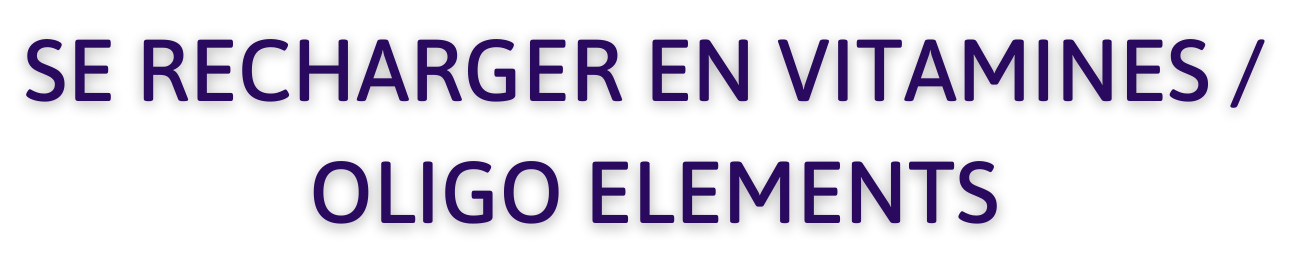 SE RECHARGER EN VITAMINES /
OLIGO ELEMENTS